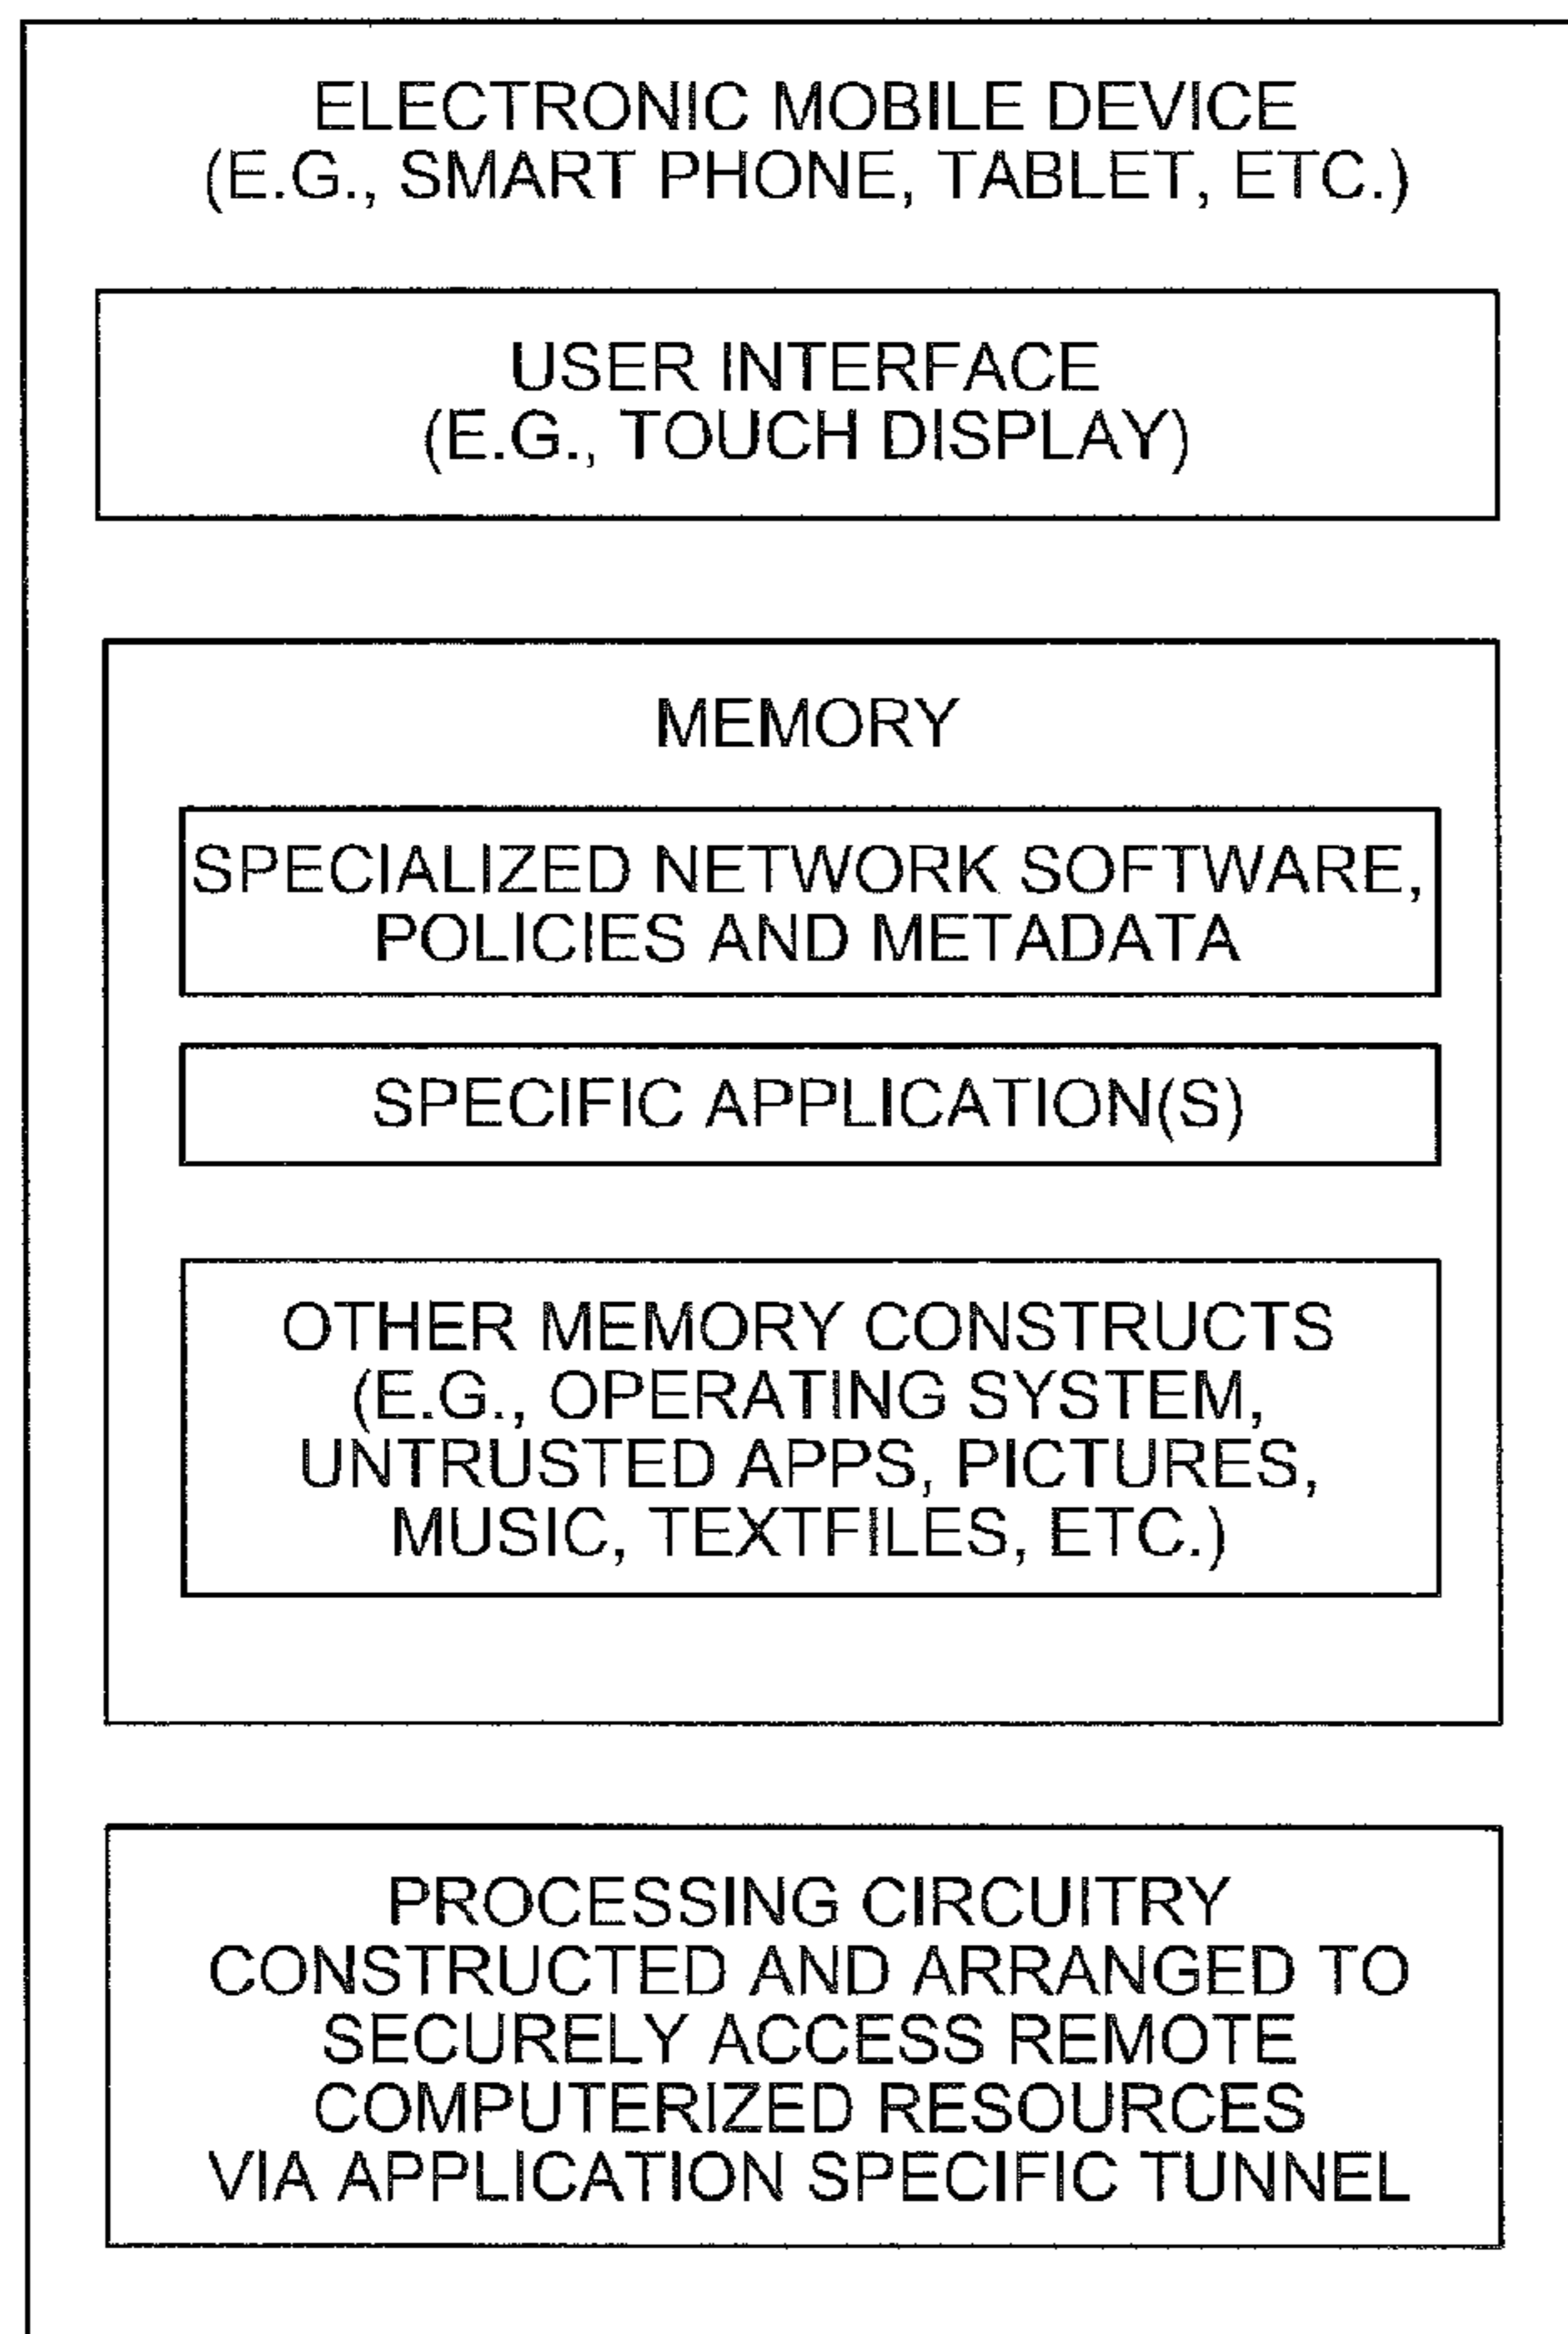 ELECTRONIC MOBILE DEVICE
(E.G., SMART PHONE, TABLET, ETC.)
USER INTERFACE
(E.G., TOUCH DISPLAY)
MEMORY
SPECIALIZED NETWORK SOFTWARE,
POLICIES AND METADATA
SPECIFIC APPLICATION(S)
OTHER MEMORY CONSTRUCTS
(E.G., OPERATING SYSTEM,
UNTRUSTED APPS, PICTURES,
MUSIC, TEXTFILES, ETC.)
PROCESSING CIRCUITRY
CONSTRUCTED AND ARRANGED TO
SECURELY ACCESS REMOTE
COMPUTERIZED RESOURCES
VIA APPLICATION SPECIFIC TUNNEL